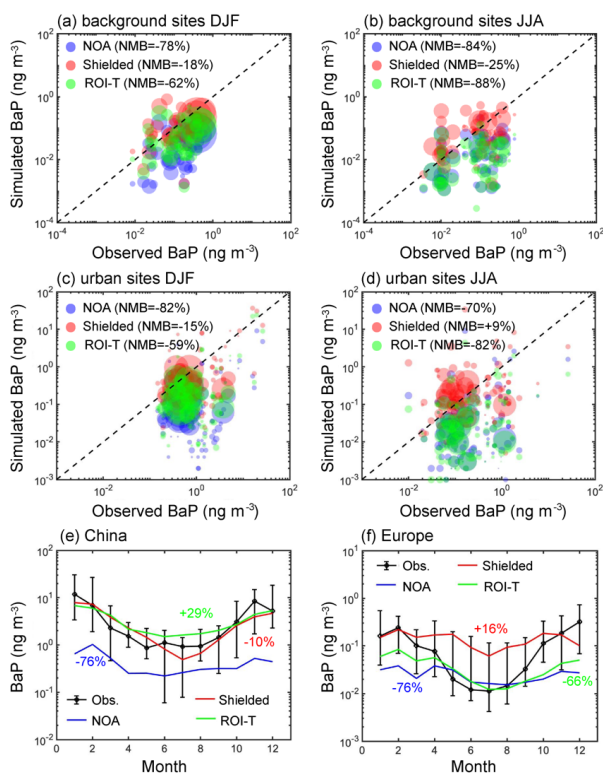 (a) background sites DJF
NOA (NMB=-78%)
Shielded (NMB=-18%)
ROI-T (NMB=-62%)
Simulated BaP (ng m⁻³)
10² 10⁰ 10⁻² 10⁻⁴
10⁻⁴ 10⁻² 10⁰ 10²
Observed BaP (ng m⁻³)
(b) background sites JJA
NOA (NMB=-84%)
Shielded (NMB=-25%)
ROI-T (NMB=-88%)
Simulated BaP (ng m⁻³)
10² 10⁰ 10⁻² 10⁻⁴
10⁻⁴ 10⁻² 10⁰ 10²
Observed BaP (ng m⁻³)
(c) urban sites DJF
NOA (NMB=-82%)
Shielded (NMB=-15%)
ROI-T (NMB=-59%)
Simulated BaP (ng m⁻³)
10² 10¹ 10⁰ 10⁻¹ 10⁻² 10⁻³
10⁻² 10⁰ 10²
Observed BaP (ng m⁻³)
(d) urban sites JJA
NOA (NMB=-70%)
Shielded (NMB=+9%)
ROI-T (NMB=-82%)
Simulated BaP (ng m⁻³)
10² 10¹ 10⁰ 10⁻¹ 10⁻² 10⁻³
10⁻² 10⁰ 10²
Observed BaP (ng m⁻³)
(e) China
BaP (ng m⁻³)
10² 10¹ 10⁰ 10⁻¹ 10⁻²
+29%
-10%
-76%
Obs. Shielded
NOA ROI-T
0 2 4 6 8 10 12
Month
(f) Europe
BaP (ng m⁻³)
10¹ 10⁰ 10⁻¹ 10⁻² 10⁻³
Obs. Shielded
NOA ROI-T
+16%
-76%
-66%
0 2 4 6 8 10 12
Month